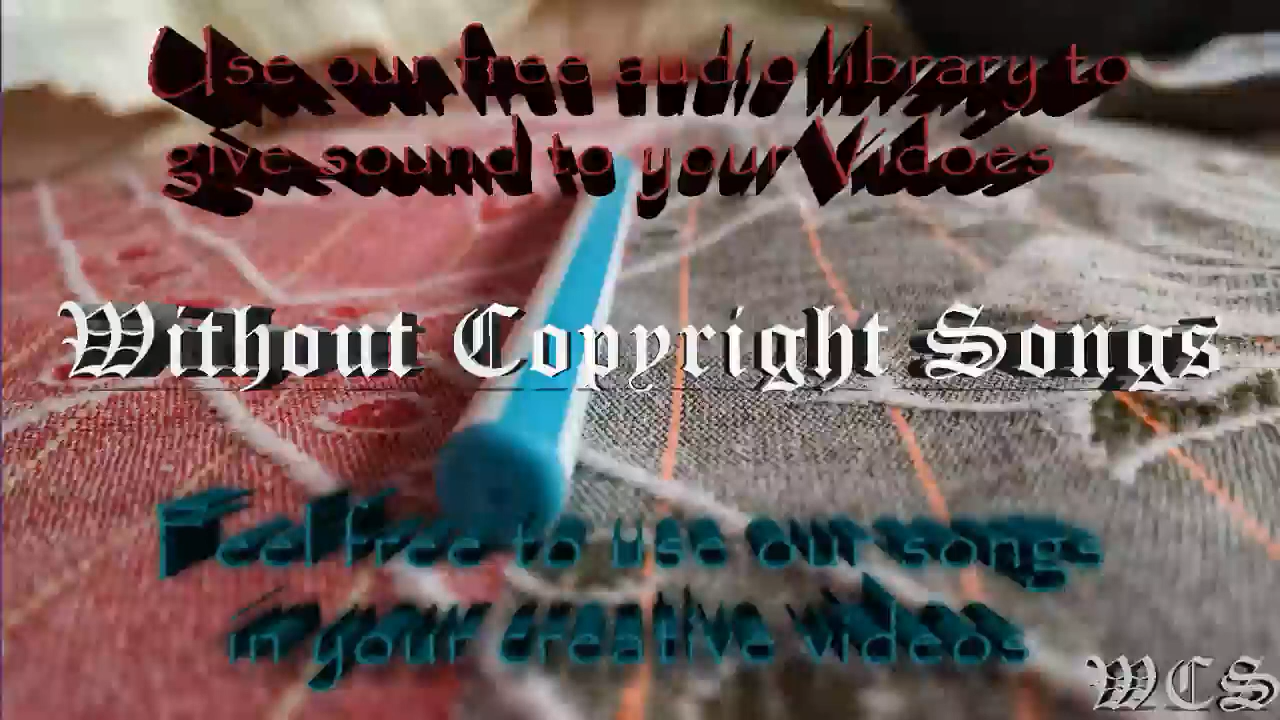 Use our free audio library to
give sound to your Vidoes
Without Copyright Songs
Feel free to use our songs
in your creative videos
WCS